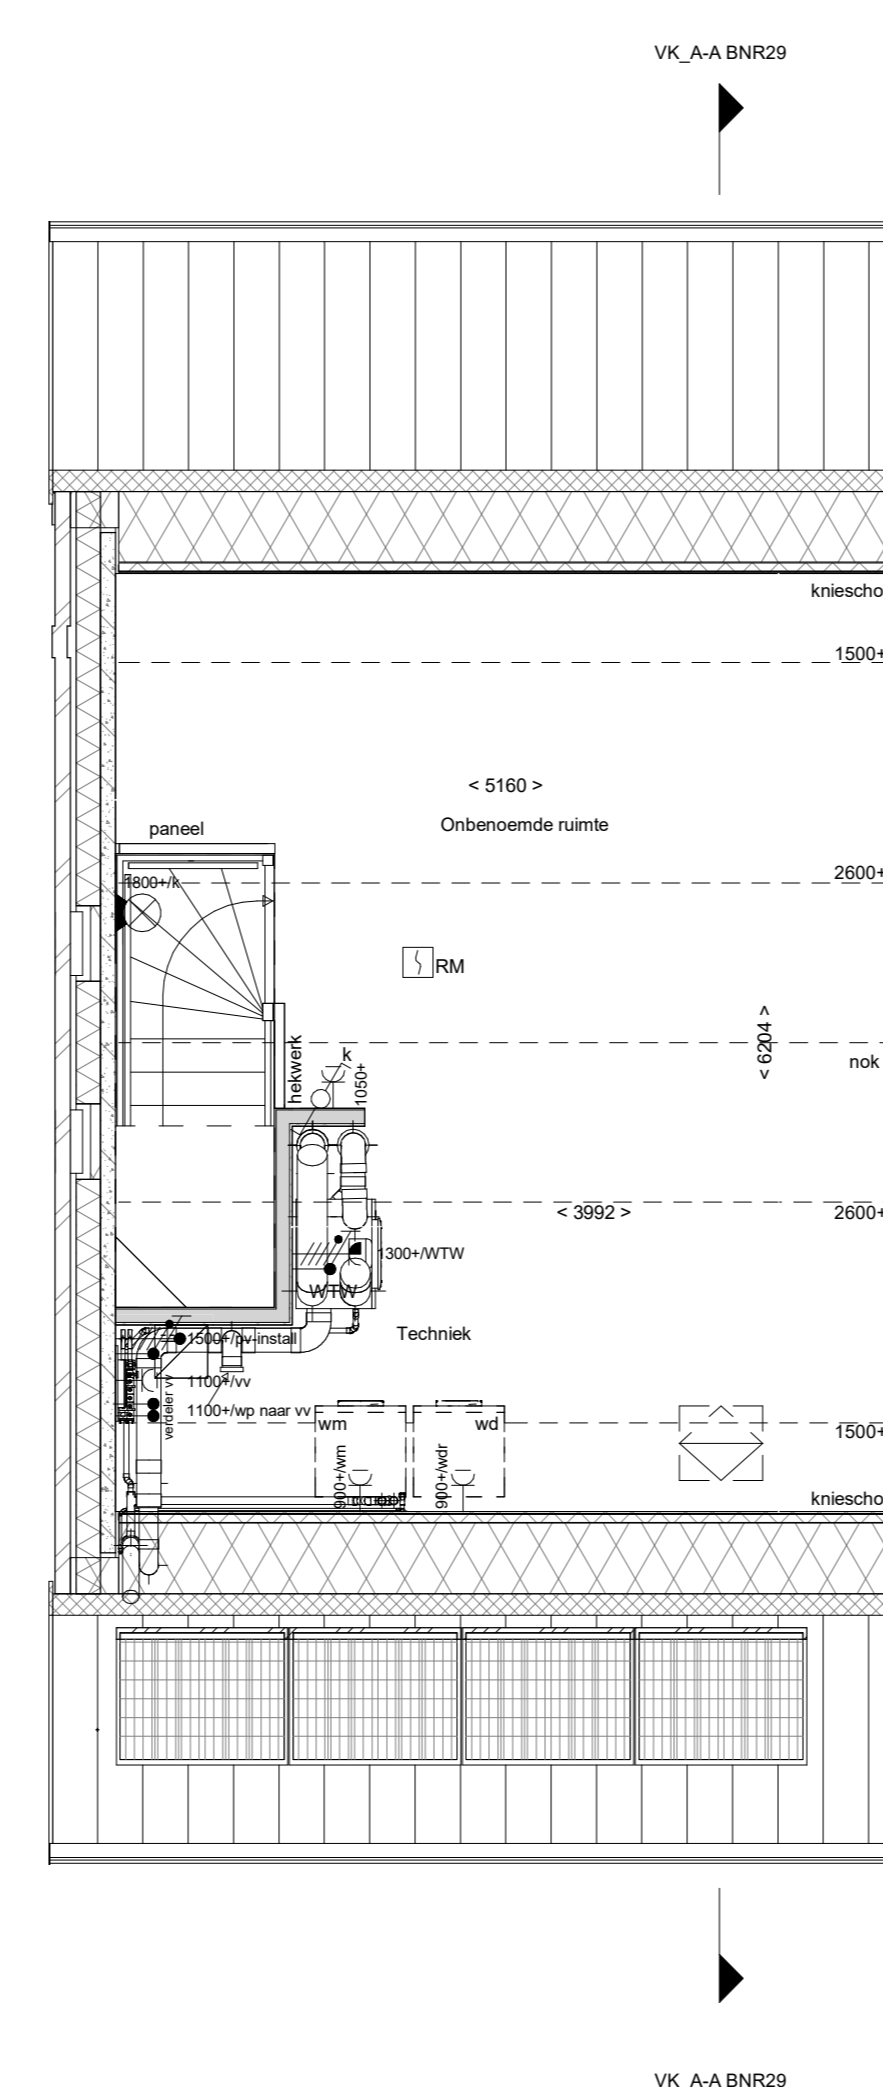 VK_A-A BNR29
kniescho
1500+
< 5160 >
Onbenoemde ruimte
paneel
2600+
1800+/k
RM
< 6204 >
hekwerk
k
1050+
nok
< 3992 >
2600+
1300+/WTW
WTW
Techniek
1500+/pv-install
1100+/vv
verdeler vv
1100+/wp naar vv
wm
wd
1500+
900+/wm
900+/wdr
kniescho
VK_A-A BNR29